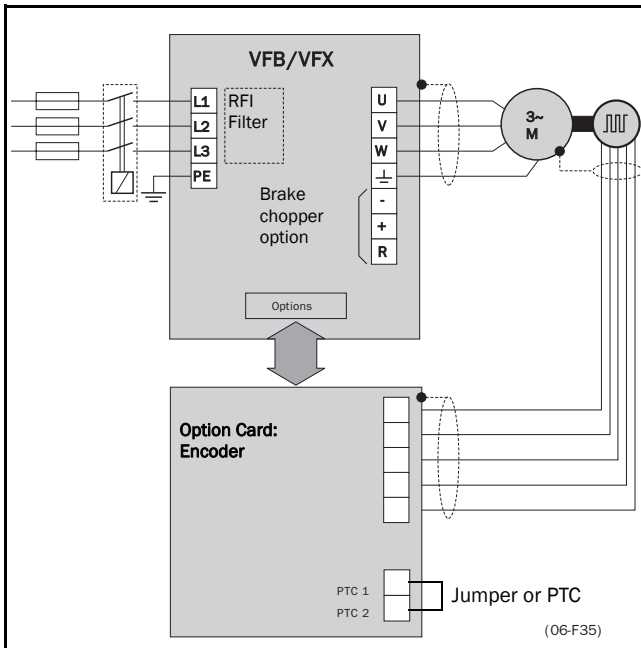 VFB/VFX
L1
L2
L3
PE
RFI
Filter
U
V
W
-
+
R
Brake
chopper
option
3~
M
Options
Option Card:
Encoder
PTC 1
PTC 2
Jumper or PTC
(06-F35)